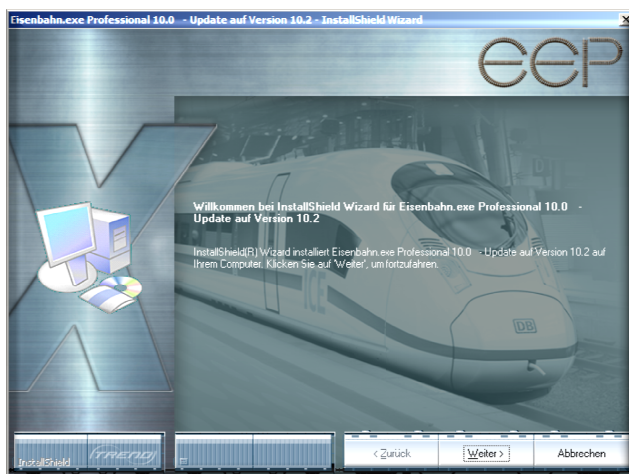 Eisenbahn.exe Professional 10.0 - Update auf Version 10.2 - InstallShield Wizard
EEP
Willkommen bei InstallShield Wizard für Eisenbahn.exe Professional 10.0 -
Update auf Version 10.2
InstallShield(R) Wizard installiert Eisenbahn.exe Professional 10.0 - Update auf Version 10.2 auf
Ihrem Computer. Klicken Sie auf 'Weiter', um fortzufahren.
ICE
DB
InstallShield
TREND
< Zurück
Weiter >
Abbrechen